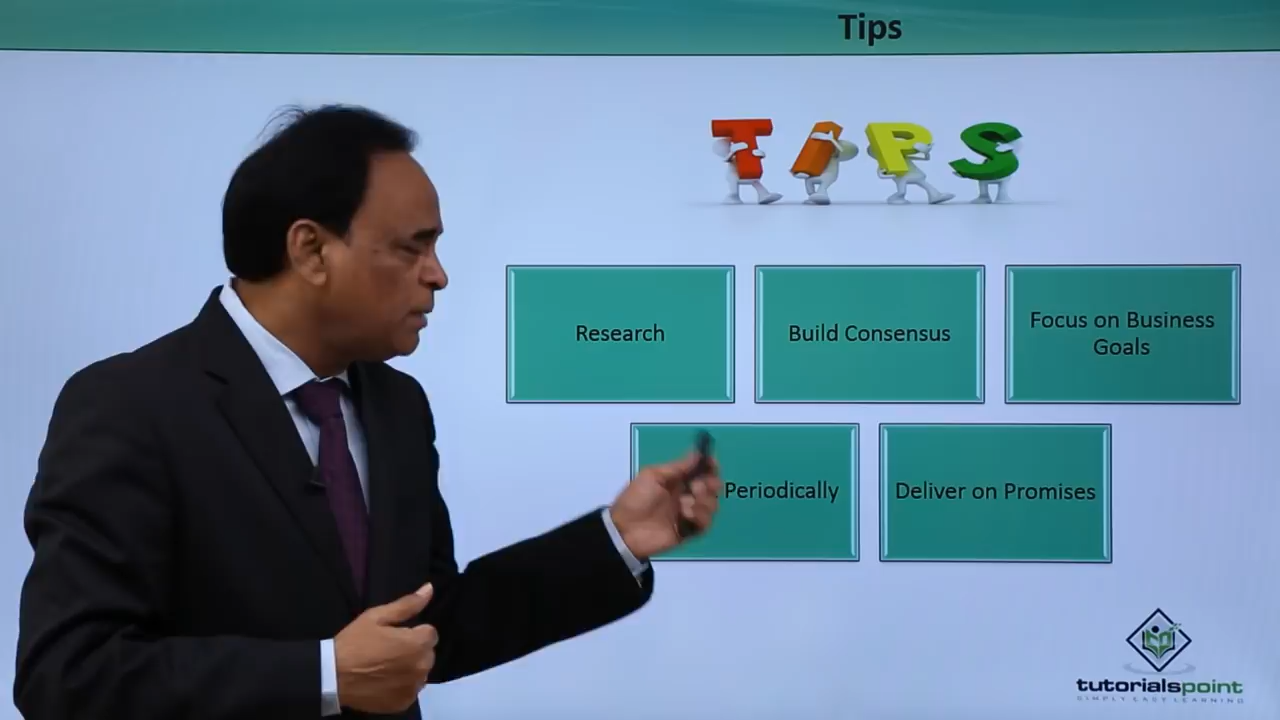 Tips
TIPS
Research
Build Consensus
Focus on Business
Goals
Periodically
Deliver on Promises
tutorialspoint
SIMPLY EASY LEARNING